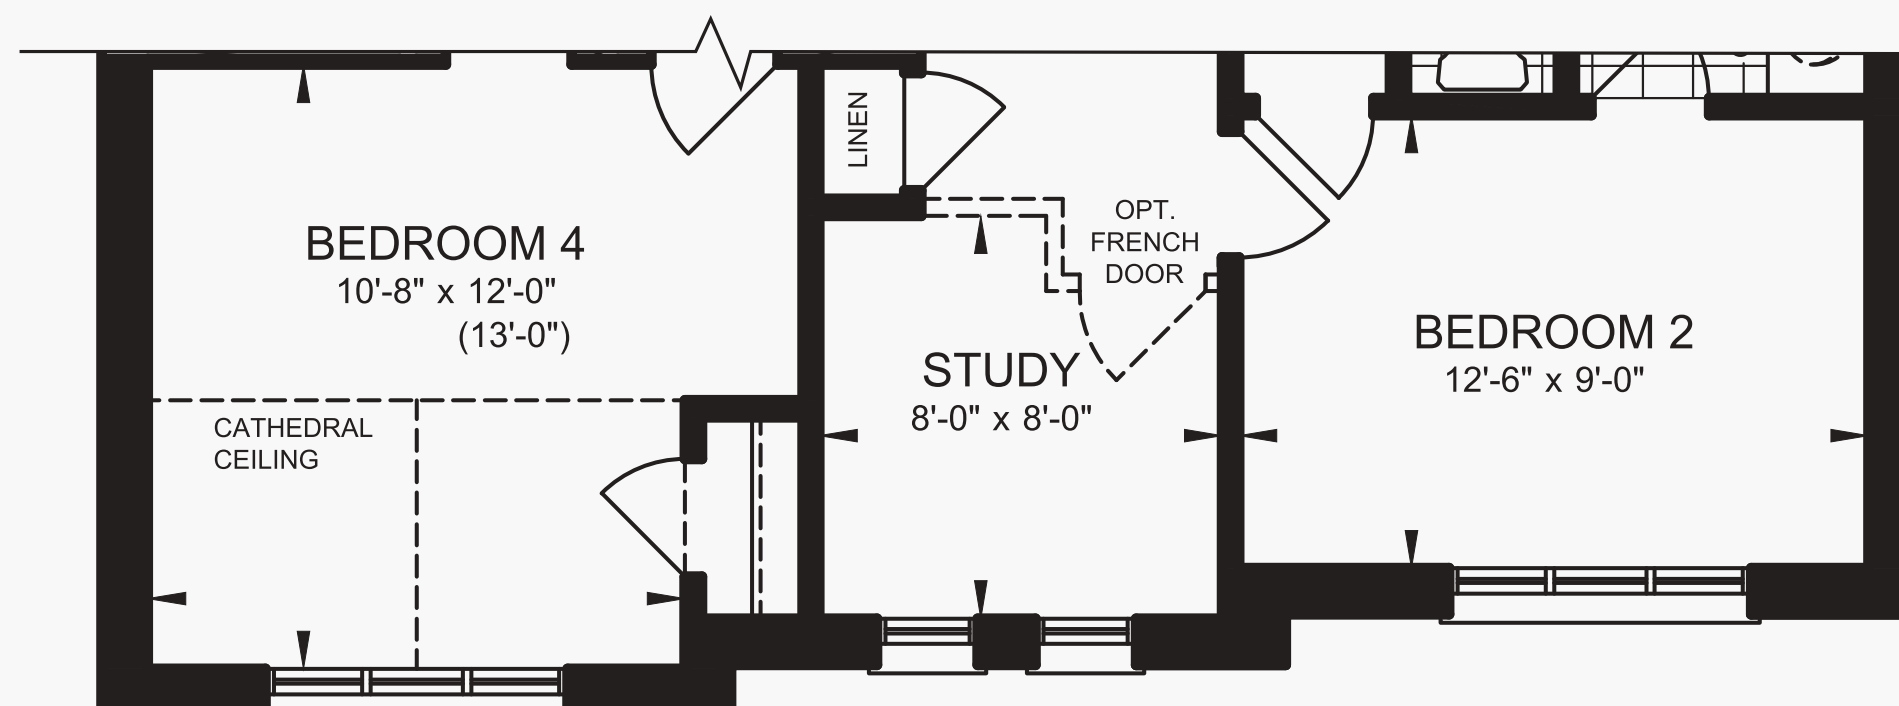 BEDROOM 4
10'-8" x 12'-0"
(13'-0")
CATHEDRAL
CEILING
LINEN
OPT.
FRENCH
DOOR
STUDY
8'-0" x 8'-0"
BEDROOM 2
12'-6" x 9'-0"